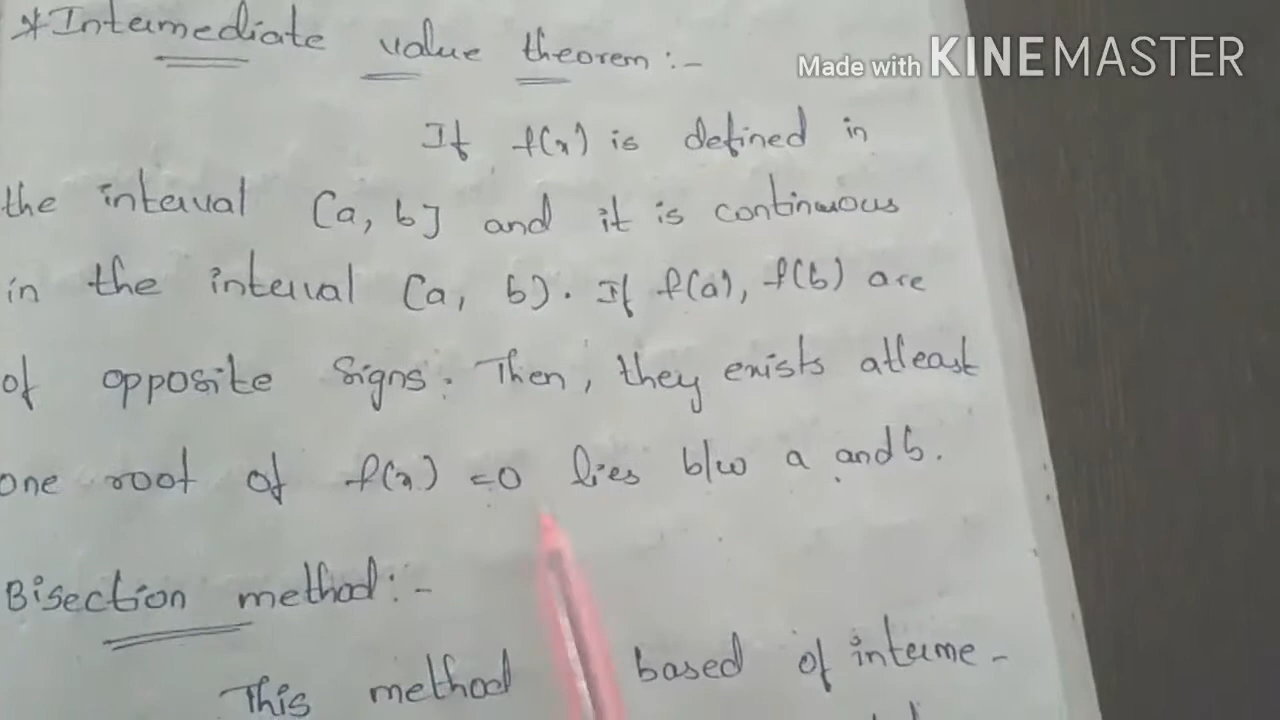 *Intermediate value theorem :-
Made with KINEMASTER
If f(x) is defined in
the interval [a, b] and it is continuous
in the interval [a, b]. If f(a), f(b) are
of opposite signs. Then, they exists atleast
one root of f(x) =0 lies b/w a and b.
Bisection method:-
This method based of interme-